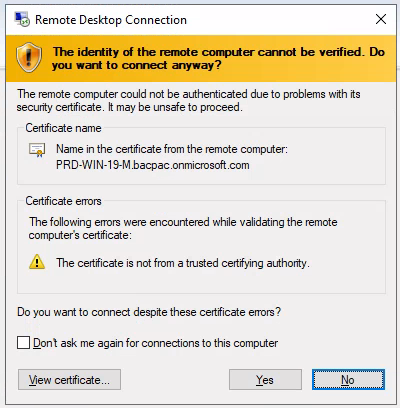 Remote Desktop Connection
The identity of the remote computer cannot be verified. Do
you want to connect anyway?
The remote computer could not be authenticated due to problems with its
security certificate. It may be unsafe to proceed.
Certificate name
Name in the certificate from the remote computer:
PRD-WIN-19-M.bacpac.onmicrosoft.com
Certificate errors
The following errors were encountered while validating the remote
computer's certificate:
The certificate is not from a trusted certifying authority.
Do you want to connect despite these certificate errors?
Don't ask me again for connections to this computer
View certificate... Yes No